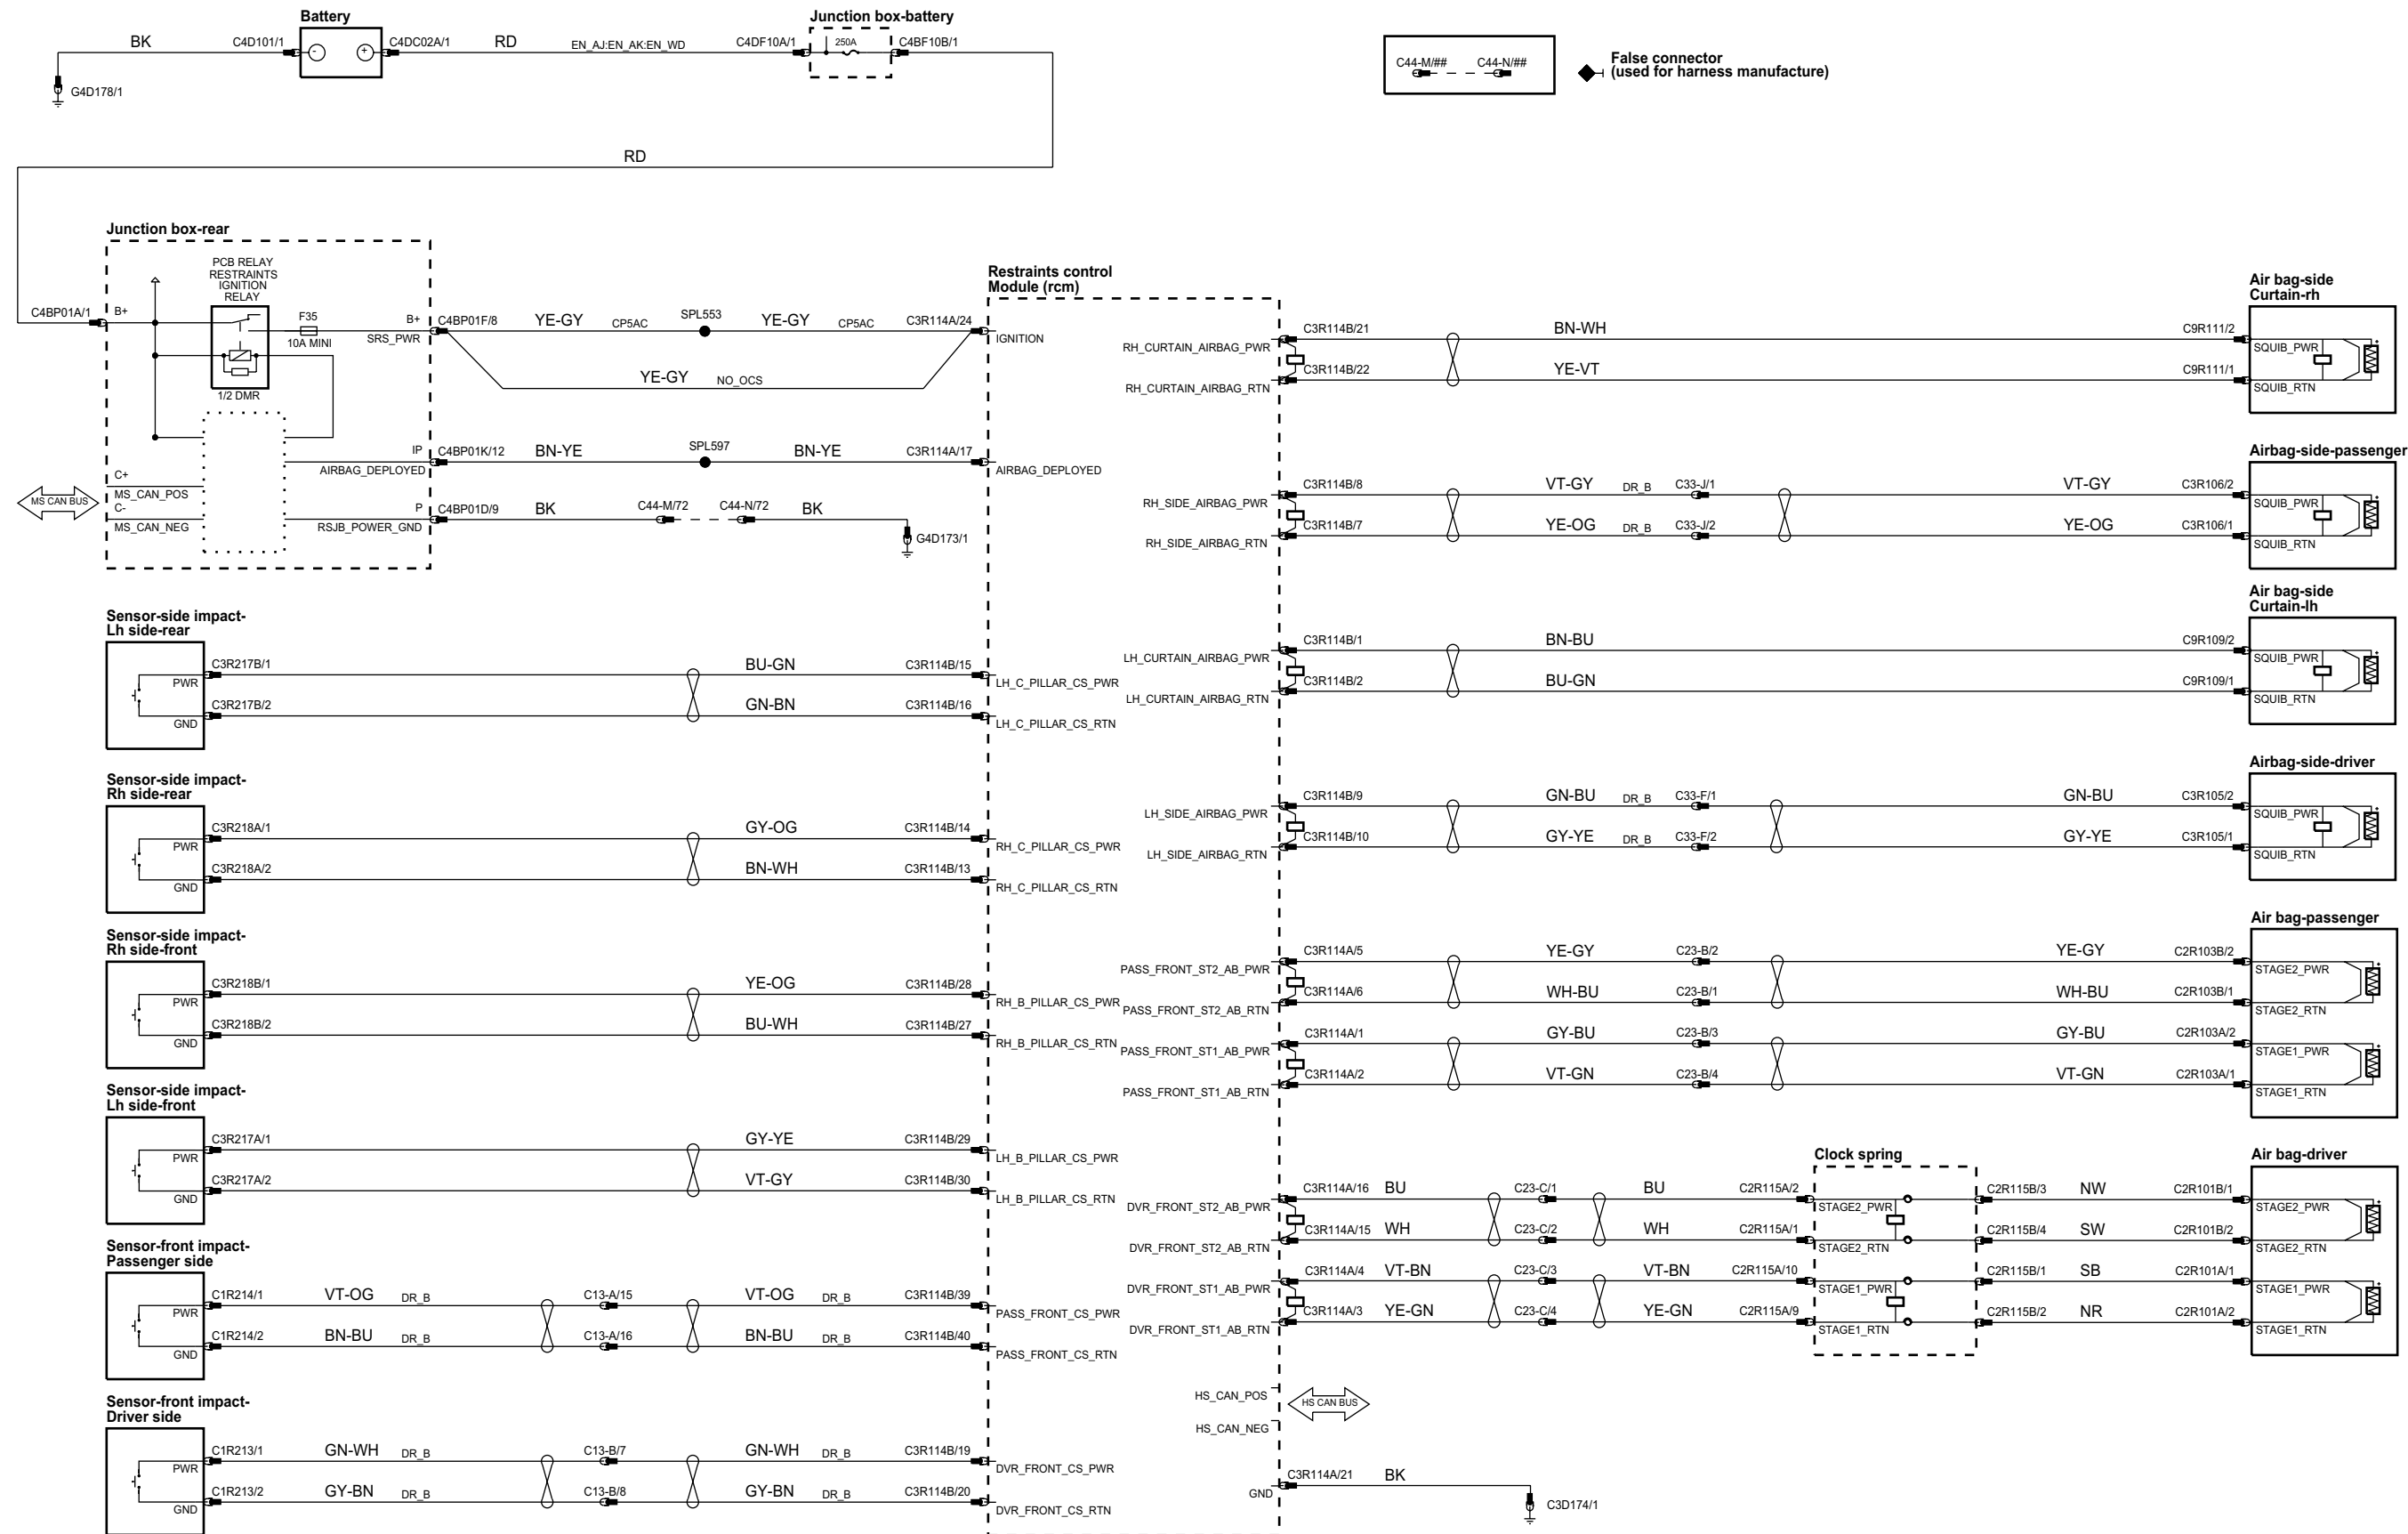 Battery
Junction box-battery
BK
C4D101/1
-
+
C4DC02A/1
RD
EN_AJ:EN_AK:EN_WD
C4DF10A/1
250A
C4BF10B/1
G4D178/1
C44-M/##
C44-N/##
False connector
(used for harness manufacture)
RD
Junction box-rear
PCB RELAY
RESTRAINTS
IGNITION
RELAY
C4BP01A/1
B+
F35
10A MINI
B+
SRS_PWR
1/2 DMR
C4BP01F/8
YE-GY
CP5AC
SPL553
YE-GY
CP5AC
C3R114A/24
YE-GY
NO_OCS
IP
AIRBAG_DEPLOYED
C4BP01K/12
BN-YE
SPL597
BN-YE
C3R114A/17
MS CAN BUS
C+
MS_CAN_POS
C-
MS_CAN_NEG
P
RSJB_POWER_GND
C4BP01D/9
BK
C44-M/72
C44-N/72
BK
G4D173/1
Restraints control
Module (rcm)
IGNITION
AIRBAG_DEPLOYED
Sensor-side impact-
Lh side-rear
PWR
GND
C3R217B/1
BU-GN
C3R114B/15
LH_C_PILLAR_CS_PWR
C3R217B/2
GN-BN
C3R114B/16
LH_C_PILLAR_CS_RTN
Sensor-side impact-
Rh side-rear
PWR
GND
C3R218A/1
GY-OG
C3R114B/14
RH_C_PILLAR_CS_PWR
C3R218A/2
BN-WH
C3R114B/13
RH_C_PILLAR_CS_RTN
Sensor-side impact-
Rh side-front
PWR
GND
C3R218B/1
YE-OG
C3R114B/28
RH_B_PILLAR_CS_PWR
C3R218B/2
BU-WH
C3R114B/27
RH_B_PILLAR_CS_RTN
Sensor-side impact-
Lh side-front
PWR
GND
C3R217A/1
GY-YE
C3R114B/29
LH_B_PILLAR_CS_PWR
C3R217A/2
VT-GY
C3R114B/30
LH_B_PILLAR_CS_RTN
Sensor-front impact-
Passenger side
PWR
GND
C1R214/1
VT-OG
DR_B
C13-A/15
VT-OG
DR_B
C3R114B/39
PASS_FRONT_CS_PWR
C1R214/2
BN-BU
DR_B
C13-A/16
BN-BU
DR_B
C3R114B/40
PASS_FRONT_CS_RTN
Sensor-front impact-
Driver side
PWR
GND
C1R213/1
GN-WH
DR_B
C13-B/7
GN-WH
DR_B
C3R114B/19
DVR_FRONT_CS_PWR
C1R213/2
GY-BN
DR_B
C13-B/8
GY-BN
DR_B
C3R114B/20
DVR_FRONT_CS_RTN
RH_CURTAIN_AIRBAG_PWR
C3R114B/21
BN-WH
C9R111/2
RH_CURTAIN_AIRBAG_RTN
C3R114B/22
YE-VT
C9R111/1
Air bag-side
Curtain-rh
SQUIB_PWR
+
SQUIB_RTN
RH_SIDE_AIRBAG_PWR
C3R114B/8
VT-GY
DR_B
C33-J/1
VT-GY
C3R106/2
RH_SIDE_AIRBAG_RTN
C3R114B/7
YE-OG
DR_B
C33-J/2
YE-OG
C3R106/1
Airbag-side-passenger
SQUIB_PWR
+
SQUIB_RTN
LH_CURTAIN_AIRBAG_PWR
C3R114B/1
BN-BU
C9R109/2
LH_CURTAIN_AIRBAG_RTN
C3R114B/2
BU-GN
C9R109/1
Air bag-side
Curtain-lh
SQUIB_PWR
+
SQUIB_RTN
LH_SIDE_AIRBAG_PWR
C3R114B/9
GN-BU
DR_B
C33-F/1
GN-BU
C3R105/2
LH_SIDE_AIRBAG_RTN
C3R114B/10
GY-YE
DR_B
C33-F/2
GY-YE
C3R105/1
Airbag-side-driver
SQUIB_PWR
+
SQUIB_RTN
PASS_FRONT_ST2_AB_PWR
C3R114A/5
YE-GY
C23-B/2
YE-GY
C2R103B/2
PASS_FRONT_ST2_AB_RTN
C3R114A/6
WH-BU
C23-B/1
WH-BU
C2R103B/1
PASS_FRONT_ST1_AB_PWR
C3R114A/1
GY-BU
C23-B/3
GY-BU
C2R103A/2
PASS_FRONT_ST1_AB_RTN
C3R114A/2
VT-GN
C23-B/4
VT-GN
C2R103A/1
Air bag-passenger
STAGE2_PWR
+
STAGE2_RTN
STAGE1_PWR
+
STAGE1_RTN
DVR_FRONT_ST2_AB_PWR
C3R114A/16
BU
C23-C/1
BU
C2R115A/2
DVR_FRONT_ST2_AB_RTN
C3R114A/15
WH
C23-C/2
WH
C2R115A/1
DVR_FRONT_ST1_AB_PWR
C3R114A/4
VT-BN
C23-C/3
VT-BN
C2R115A/10
DVR_FRONT_ST1_AB_RTN
C3R114A/3
YE-GN
C23-C/4
YE-GN
C2R115A/9
Clock spring
STAGE2_PWR
STAGE2_RTN
STAGE1_PWR
STAGE1_RTN
C2R115B/3
NW
C2R101B/1
C2R115B/4
SW
C2R101B/2
C2R115B/1
SB
C2R101A/1
C2R115B/2
NR
C2R101A/2
Air bag-driver
STAGE2_PWR
+
STAGE2_RTN
STAGE1_PWR
+
STAGE1_RTN
HS_CAN_POS
HS CAN BUS
HS_CAN_NEG
GND
C3R114A/21
BK
C3D174/1